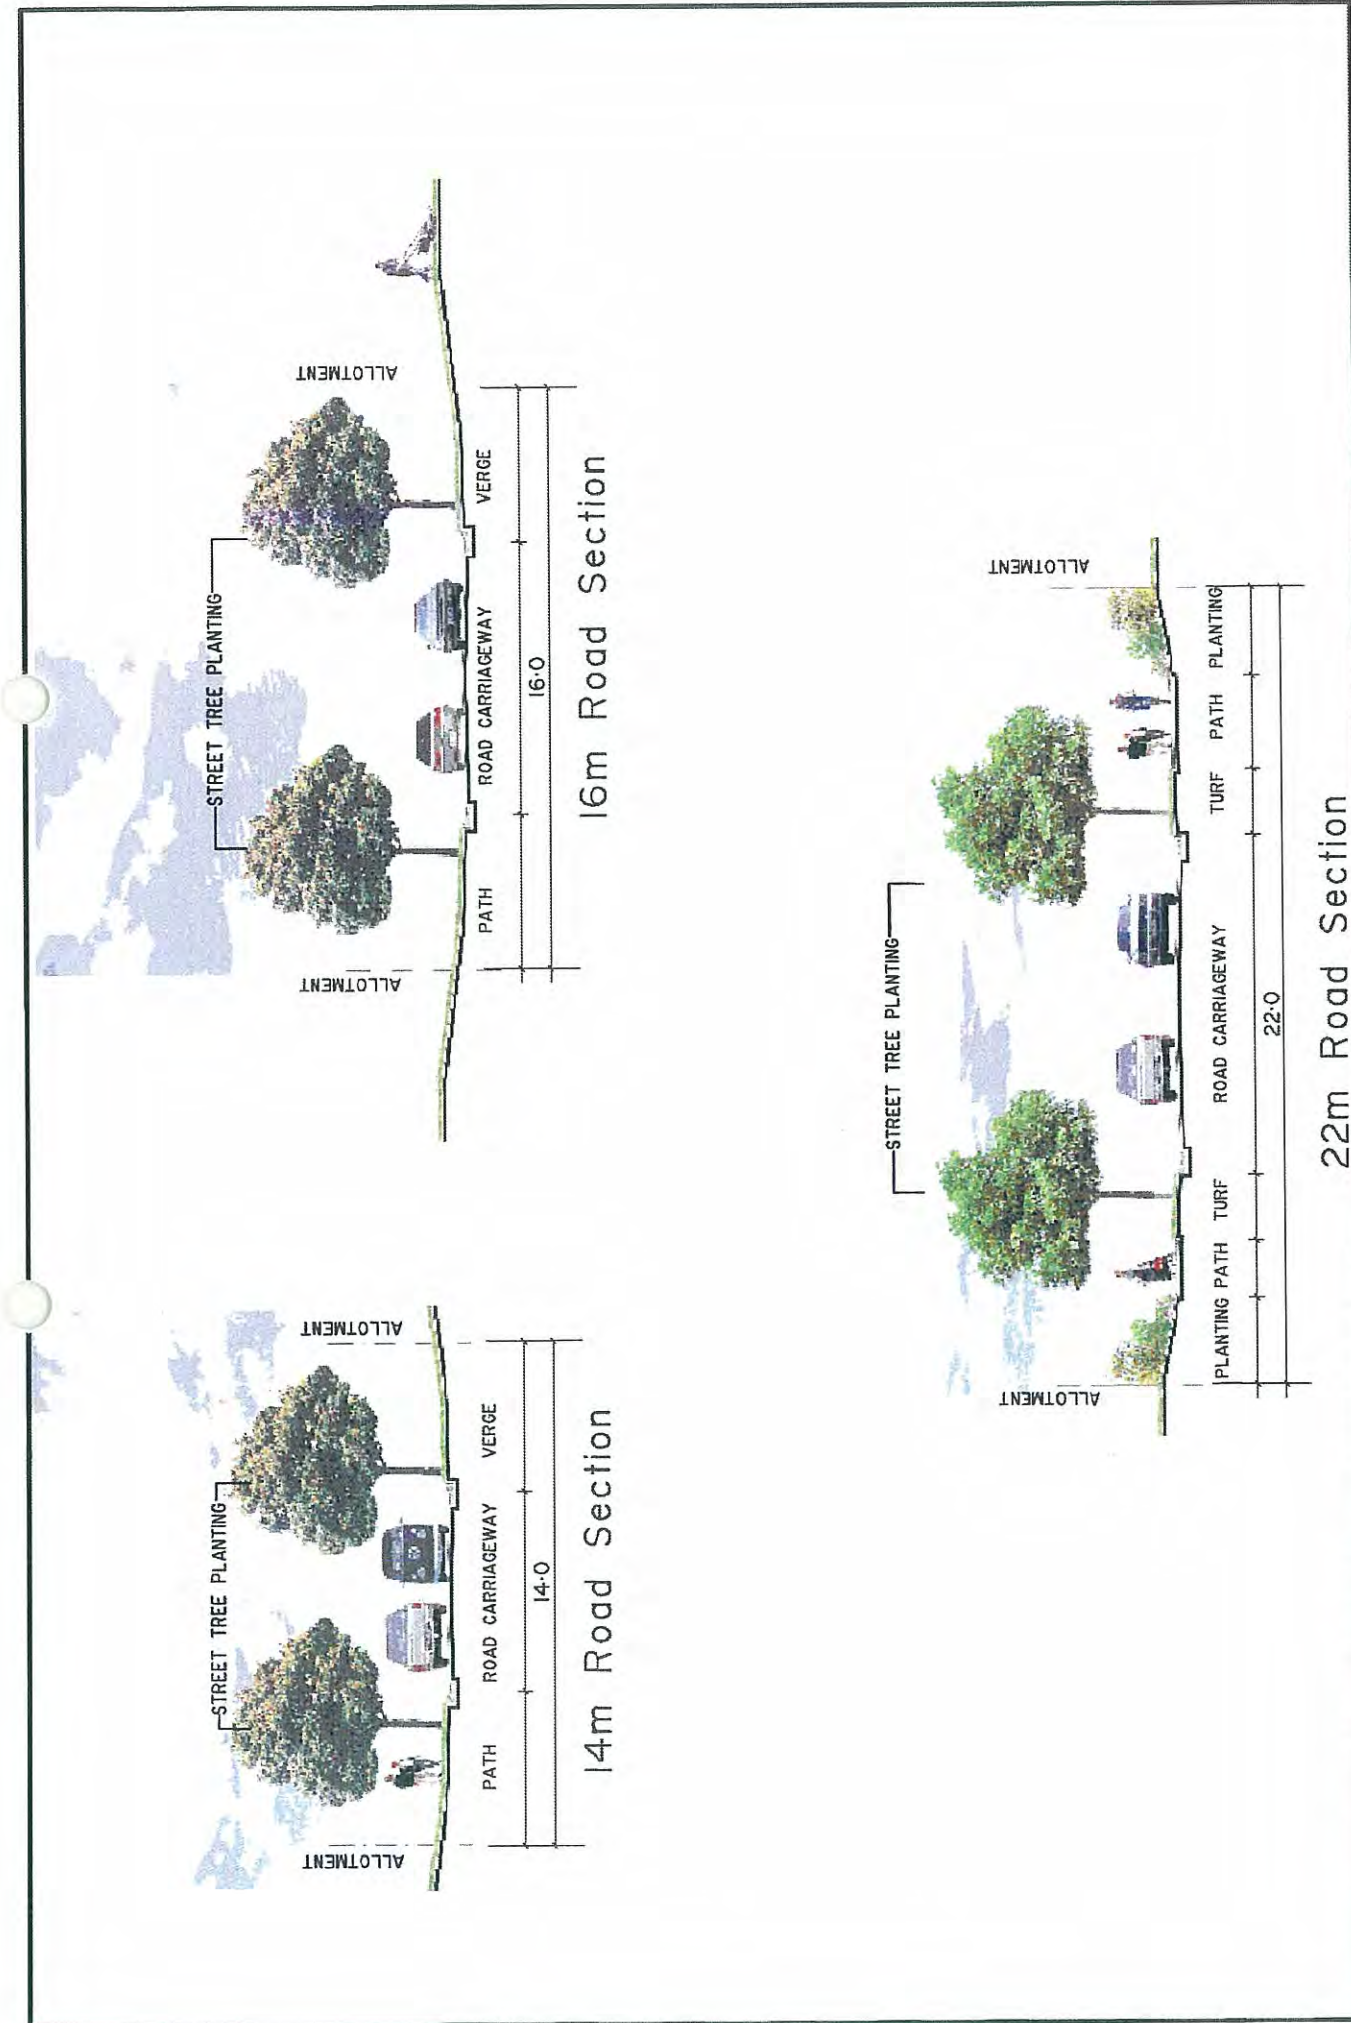 STREET TREE PLANTING
ALLOTMENT
ALLOTMENT
PATH ROAD CARRIAGEWAY VERGE
14·0
14m Road Section
STREET TREE PLANTING
ALLOTMENT
ALLOTMENT
PATH ROAD CARRIAGEWAY VERGE
16·0
16m Road Section
STREET TREE PLANTING
ALLOTMENT
ALLOTMENT
PLANTING PATH TURF ROAD CARRIAGEWAY TURF PATH PLANTING
22·0
22m Road Section